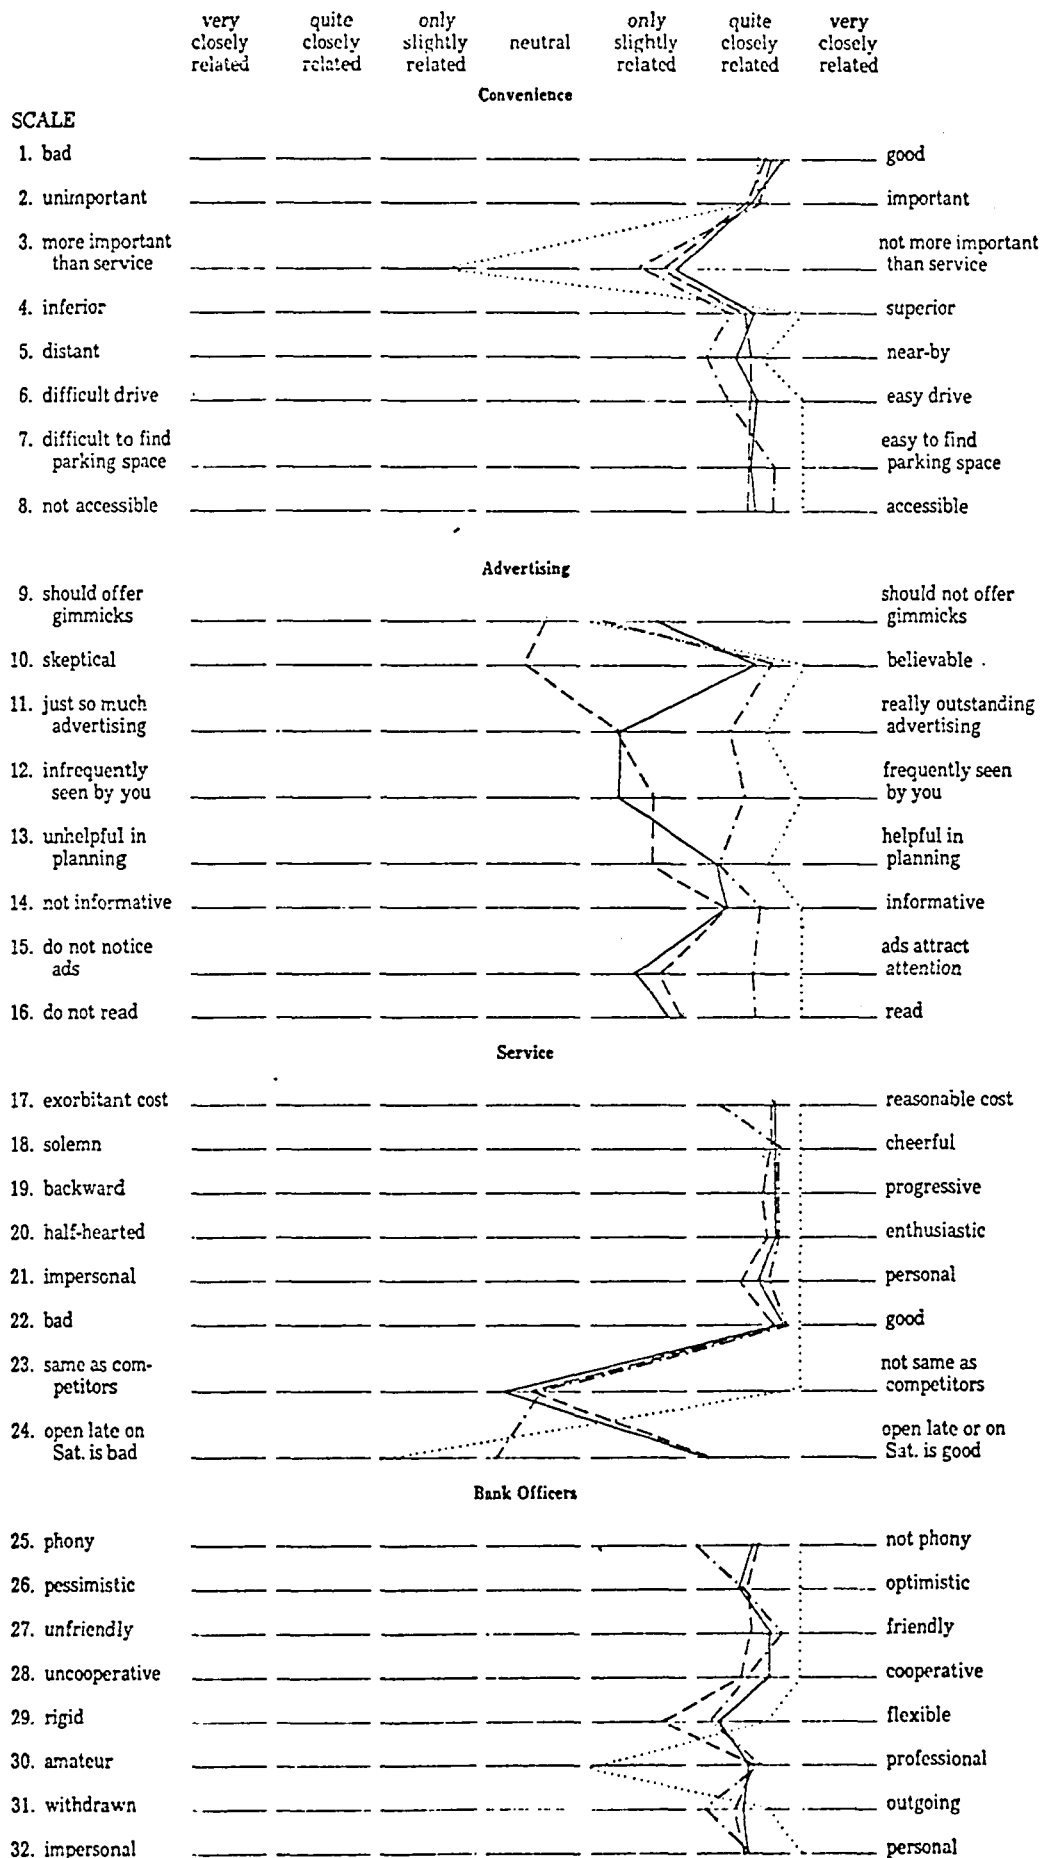 very quite only only quite very
closely closely slightly neutral slightly closely closely
related related related related related related
Convenience
SCALE
1. bad good
2. unimportant important
3. more important not more important
than service than service
4. inferior superior
5. distant near-by
6. difficult drive easy drive
7. difficult to find easy to find
parking space parking space
8. not accessible accessible
Advertising
9. should offer should not offer
gimmicks gimmicks
10. skeptical believable
11. just so much really outstanding
advertising advertising
12. infrequently frequently seen
seen by you by you
13. unhelpful in helpful in
planning planning
14. not informative informative
15. do not notice ads attract
ads attention
16. do not read read
Service
17. exorbitant cost reasonable cost
18. solemn cheerful
19. backward progressive
20. half-hearted enthusiastic
21. impersonal personal
22. bad good
23. same as com- not same as
petitors competitors
24. open late on open late or on
Sat. is bad Sat. is good
Bank Officers
25. phony not phony
26. pessimistic optimistic
27. unfriendly friendly
28. uncooperative cooperative
29. rigid flexible
30. amateur professional
31. withdrawn outgoing
32. impersonal personal